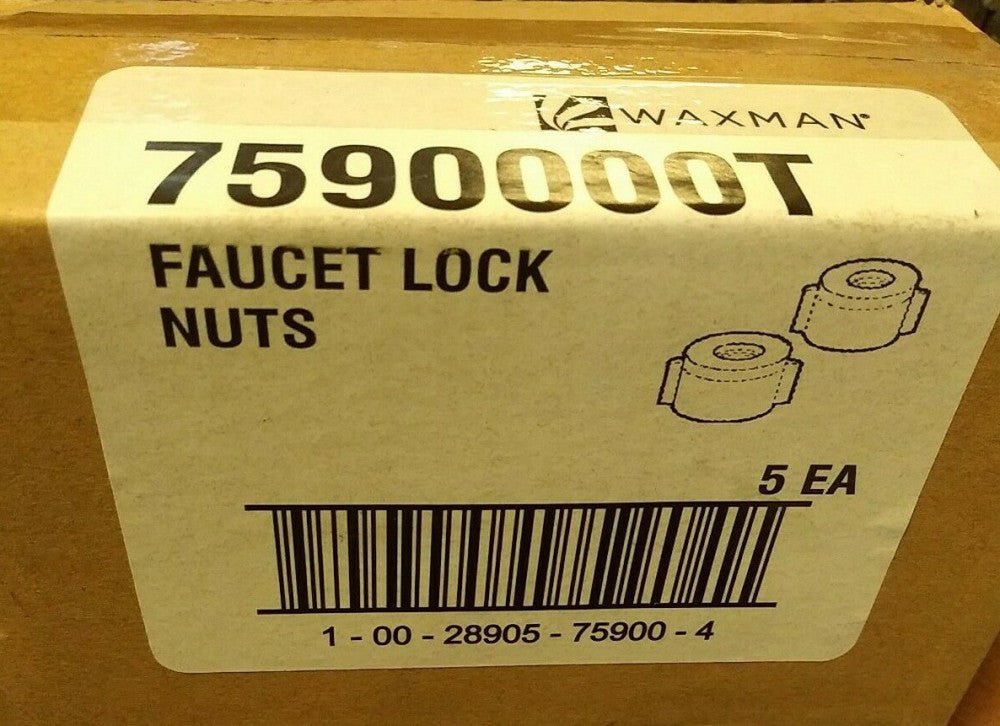 WAXMAN®
7590000T
FAUCET LOCK
NUTS
5 EA
1 - 00 - 28905 - 75900 - 4